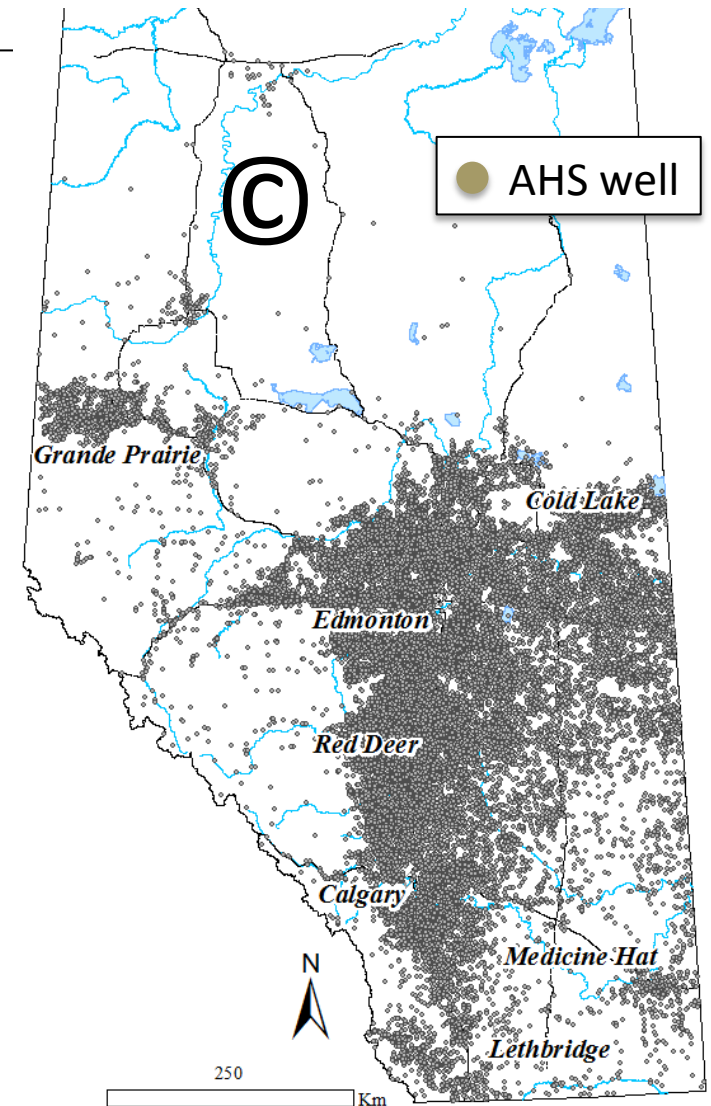 ©
AHS well
Grande Prairie
Cold Lake
Edmonton
Red Deer
Calgary
Medicine Hat
Lethbridge
N
250
Km